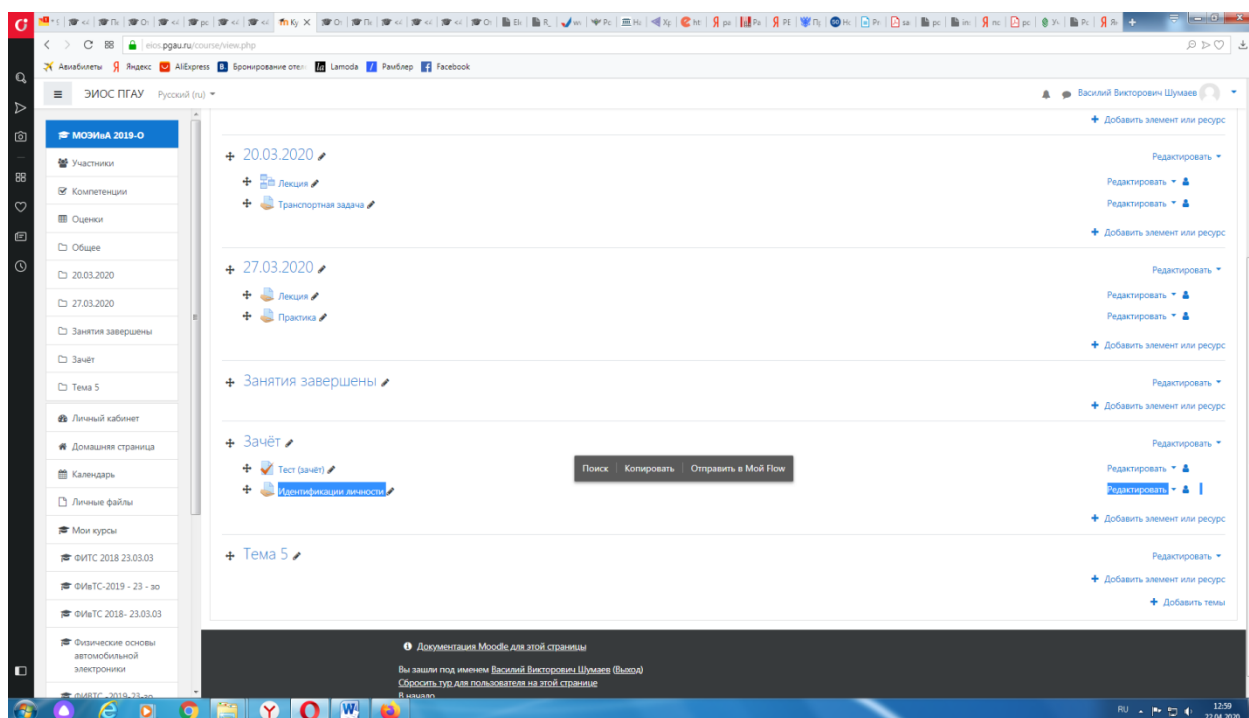 eios.pgau.ru/course/view.php
Авиабилеты Яндекс AliExpress Бронирование отел Lamoda Рамблер Facebook
ЭИОС ПГАУ Русский (ru) Василий Викторович Шумаев
МОЭИвА 2019-О
Участники
Компетенции
Оценки
Общее
20.03.2020
27.03.2020
Занятия завершены
Зачёт
Тема 5
Личный кабинет
Домашняя страница
Календарь
Личные файлы
Мои курсы
ФИТС 2018 23.03.03
ФИвТС-2019 - 23 - зо
ФИвТС 2018- 23.03.03
Физические основы
автомобильной
электроники
Добавить элемент или ресурс
20.03.2020 Редактировать
Лекция Редактировать
Транспортная задача Редактировать
Добавить элемент или ресурс
27.03.2020 Редактировать
Лекция Редактировать
Практика Редактировать
Добавить элемент или ресурс
Занятия завершены Редактировать
Добавить элемент или ресурс
Зачёт Редактировать
Поиск Копировать Отправить в Мой Flow
Тест (зачёт) Редактировать
Идентификации личности Редактировать
Добавить элемент или ресурс
Тема 5 Редактировать
Добавить элемент или ресурс
Добавить темы
Документация Moodle для этой страницы
Вы зашли под именем Василий Викторович Шумаев (Выход)
Сбросить тур для пользователя на этой странице
В начало
RU 12:59
22.04.2020